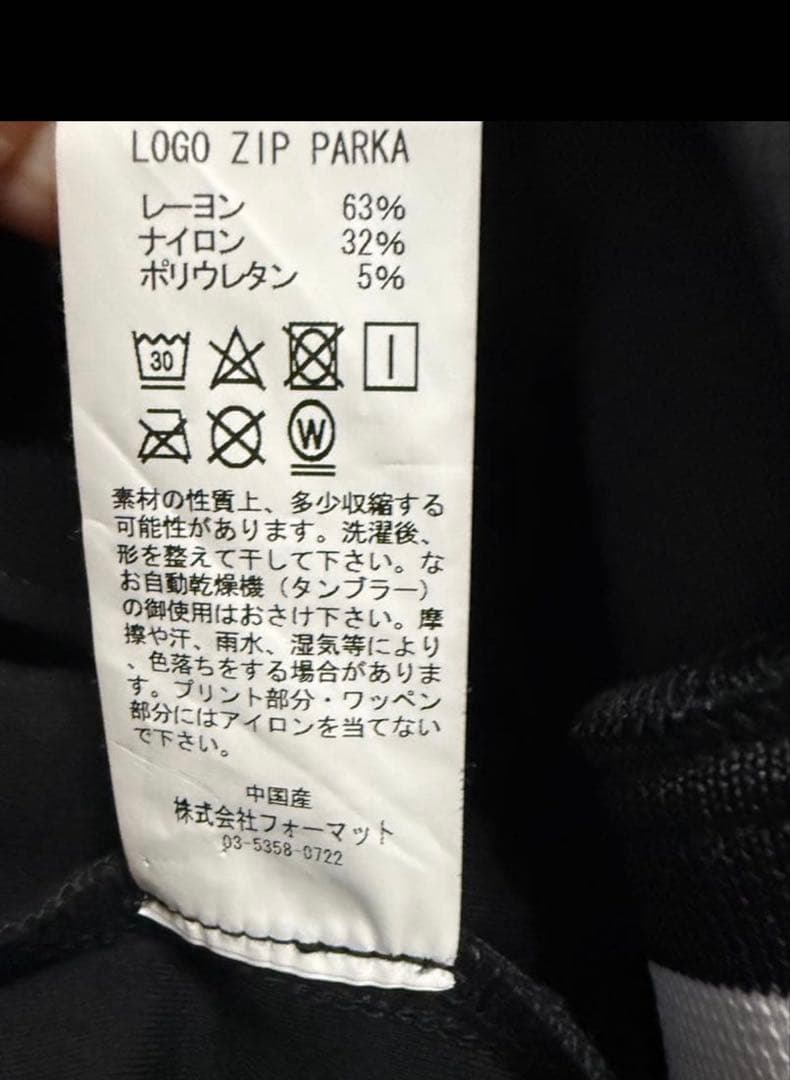 LOGO ZIP PARKA
レーヨン 63%
ナイロン 32%
ポリウレタン 5%
30
W
素材の性質上、多少収縮する
可能性があります。洗濯後、
形を整えて干して下さい。な
お自動乾燥機（タンブラー）
の御使用はおさけ下さい。摩
擦や汗、雨水、湿気等により
、色落ちをする場合がありま
す。プリント部分・ワッペン
部分にはアイロンを当てない
で下さい。
中国産
株式会社フォーマット
03-5358-0722